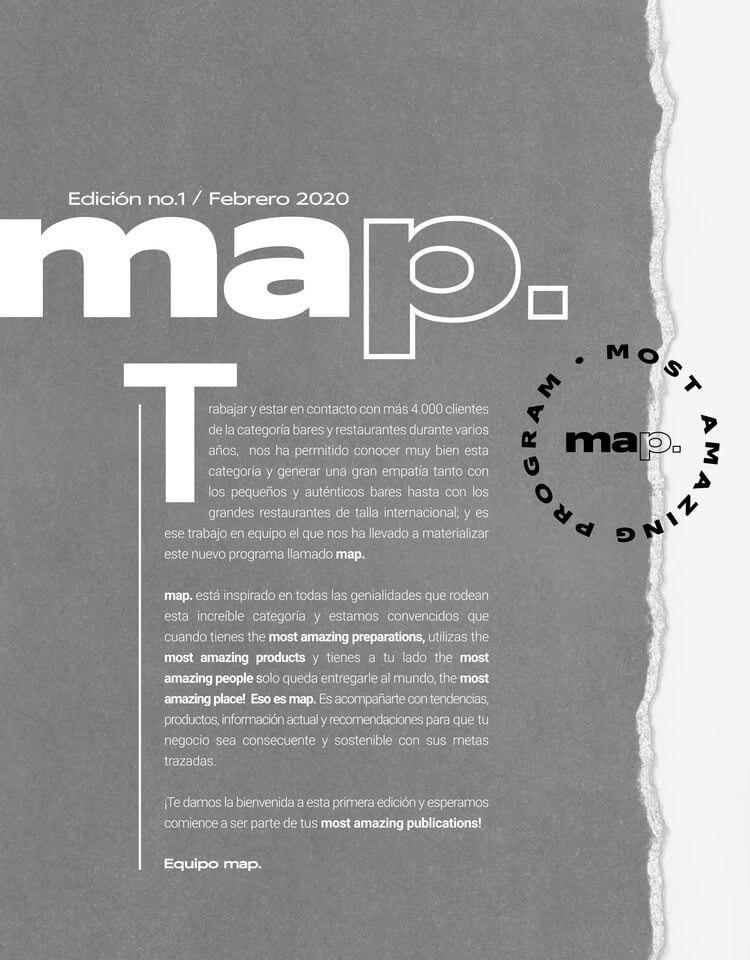 Edición no.1 / Febrero 2020
map.
Trabajar y estar en contacto con más 4.000 clientes
de la categoría bares y restaurantes durante varios
años, nos ha permitido conocer muy bien esta
categoría y generar una gran empatía tanto con
los pequeños y auténticos bares hasta con los
grandes restaurantes de talla internacional; y es
ese trabajo en equipo el que nos ha llevado a materializar
este nuevo programa llamado map.
map. está inspirado en todas las genialidades que rodean
esta increíble categoría y estamos convencidos que
cuando tienes the most amazing preparations, utilizas the
most amazing products y tienes a tu lado the most
amazing people solo queda entregarle al mundo, the most
amazing place! Eso es map. Es acompañarte con tendencias,
productos, información actual y recomendaciones para que tu
negocio sea consecuente y sostenible con sus metas
trazadas.
¡Te damos la bienvenida a esta primera edición y esperamos
comience a ser parte de tus most amazing publications!
Equipo map.
• MOST AMAZING PROGRAM
map.